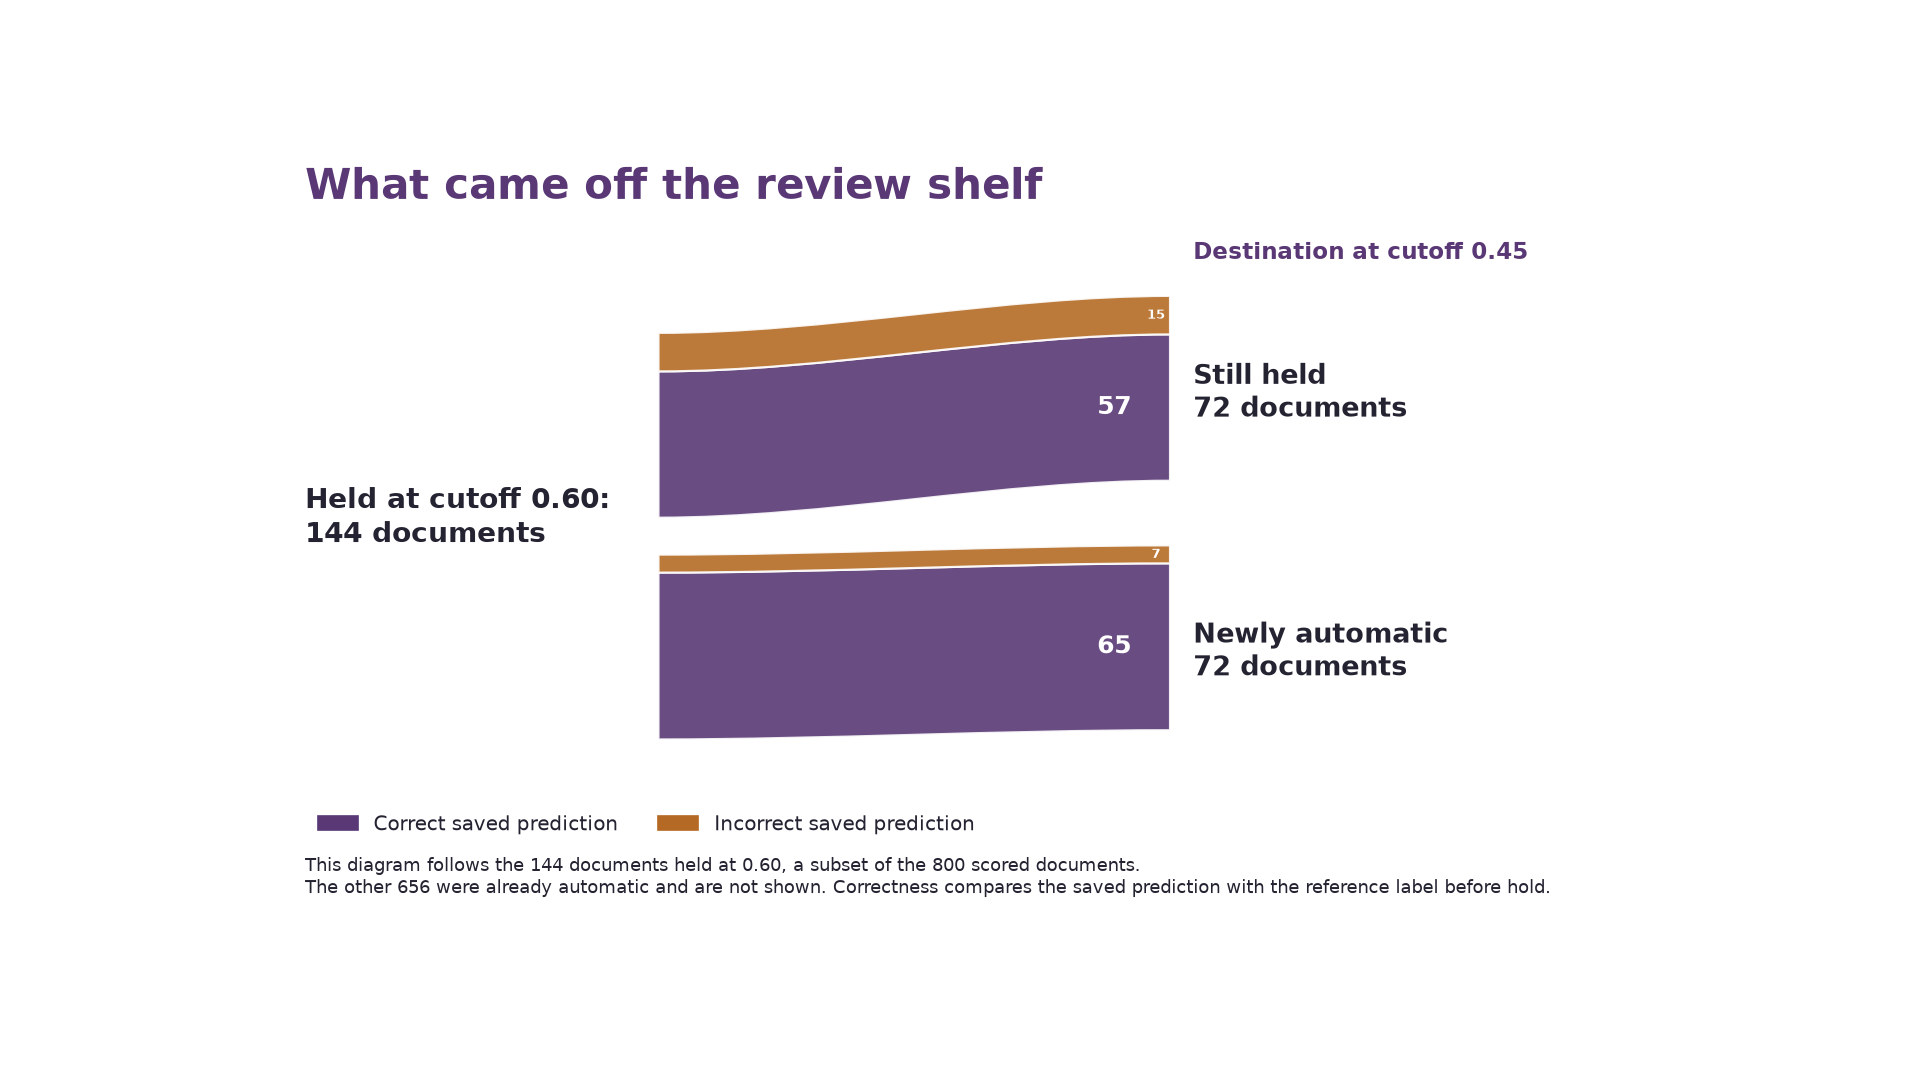 What came off the review shelf
Destination at cutoff 0.45
15
57
Still held
72 documents
Held at cutoff 0.60:
144 documents
7
65
Newly automatic
72 documents
Correct saved prediction
Incorrect saved prediction
This diagram follows the 144 documents held at 0.60, a subset of the 800 scored documents.
The other 656 were already automatic and are not shown. Correctness compares the saved prediction with the reference label before hold.